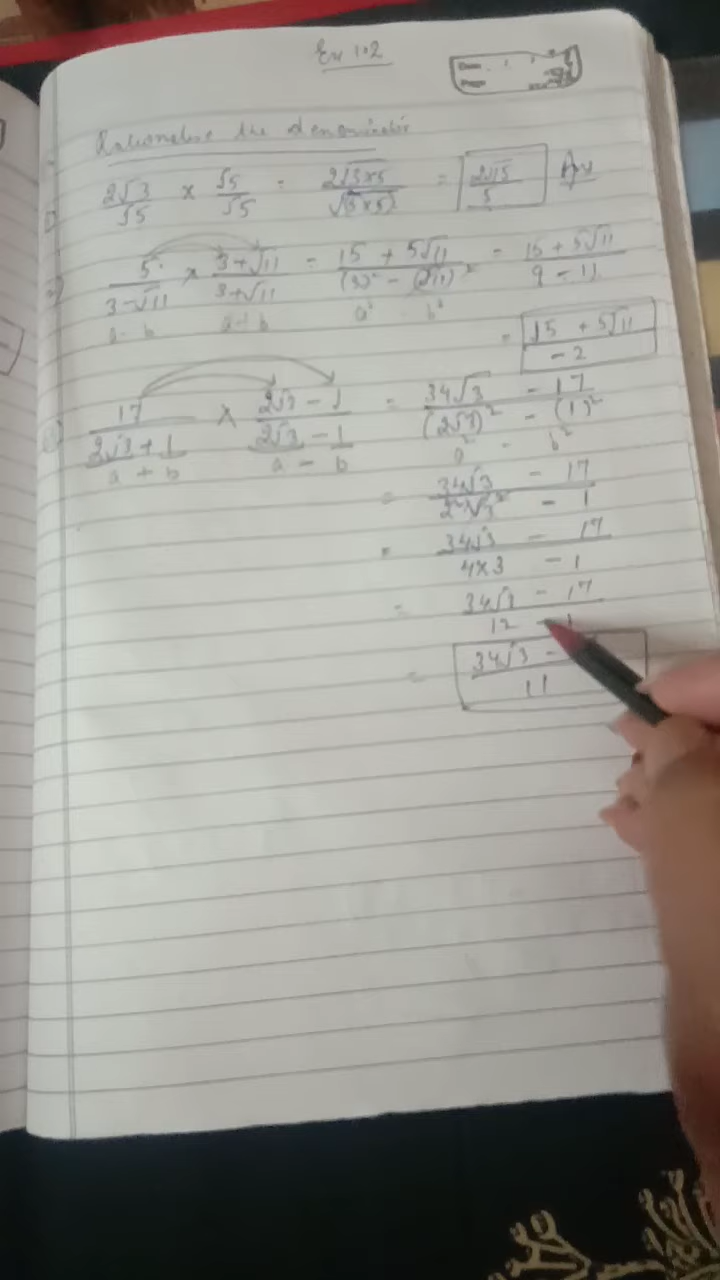 Ex 1.2
Rationalise the denominator
1) 2√3/√5 × √5/√5 = 2√3×5/√(5×5) = 2√15/5 Ans
5/3-√11 × 3+√11/3+√11 = 15 + 5√11/(3)² - (√11)² = 15 + 5√11/9 - 11
a - b a + b a² b²
= 15 + 5√11/-2
17/2√3 + 1 × 2√3 - 1/2√3 - 1 = 34√3 - 17/(2√3)² - (1)²
a + b a - b a² - b²
= 34√3 - 17/2²√3² - 1
= 34√3 - 17/4×3 - 1
= 34√3 - 17/12 - 1
= 34√3 -/11